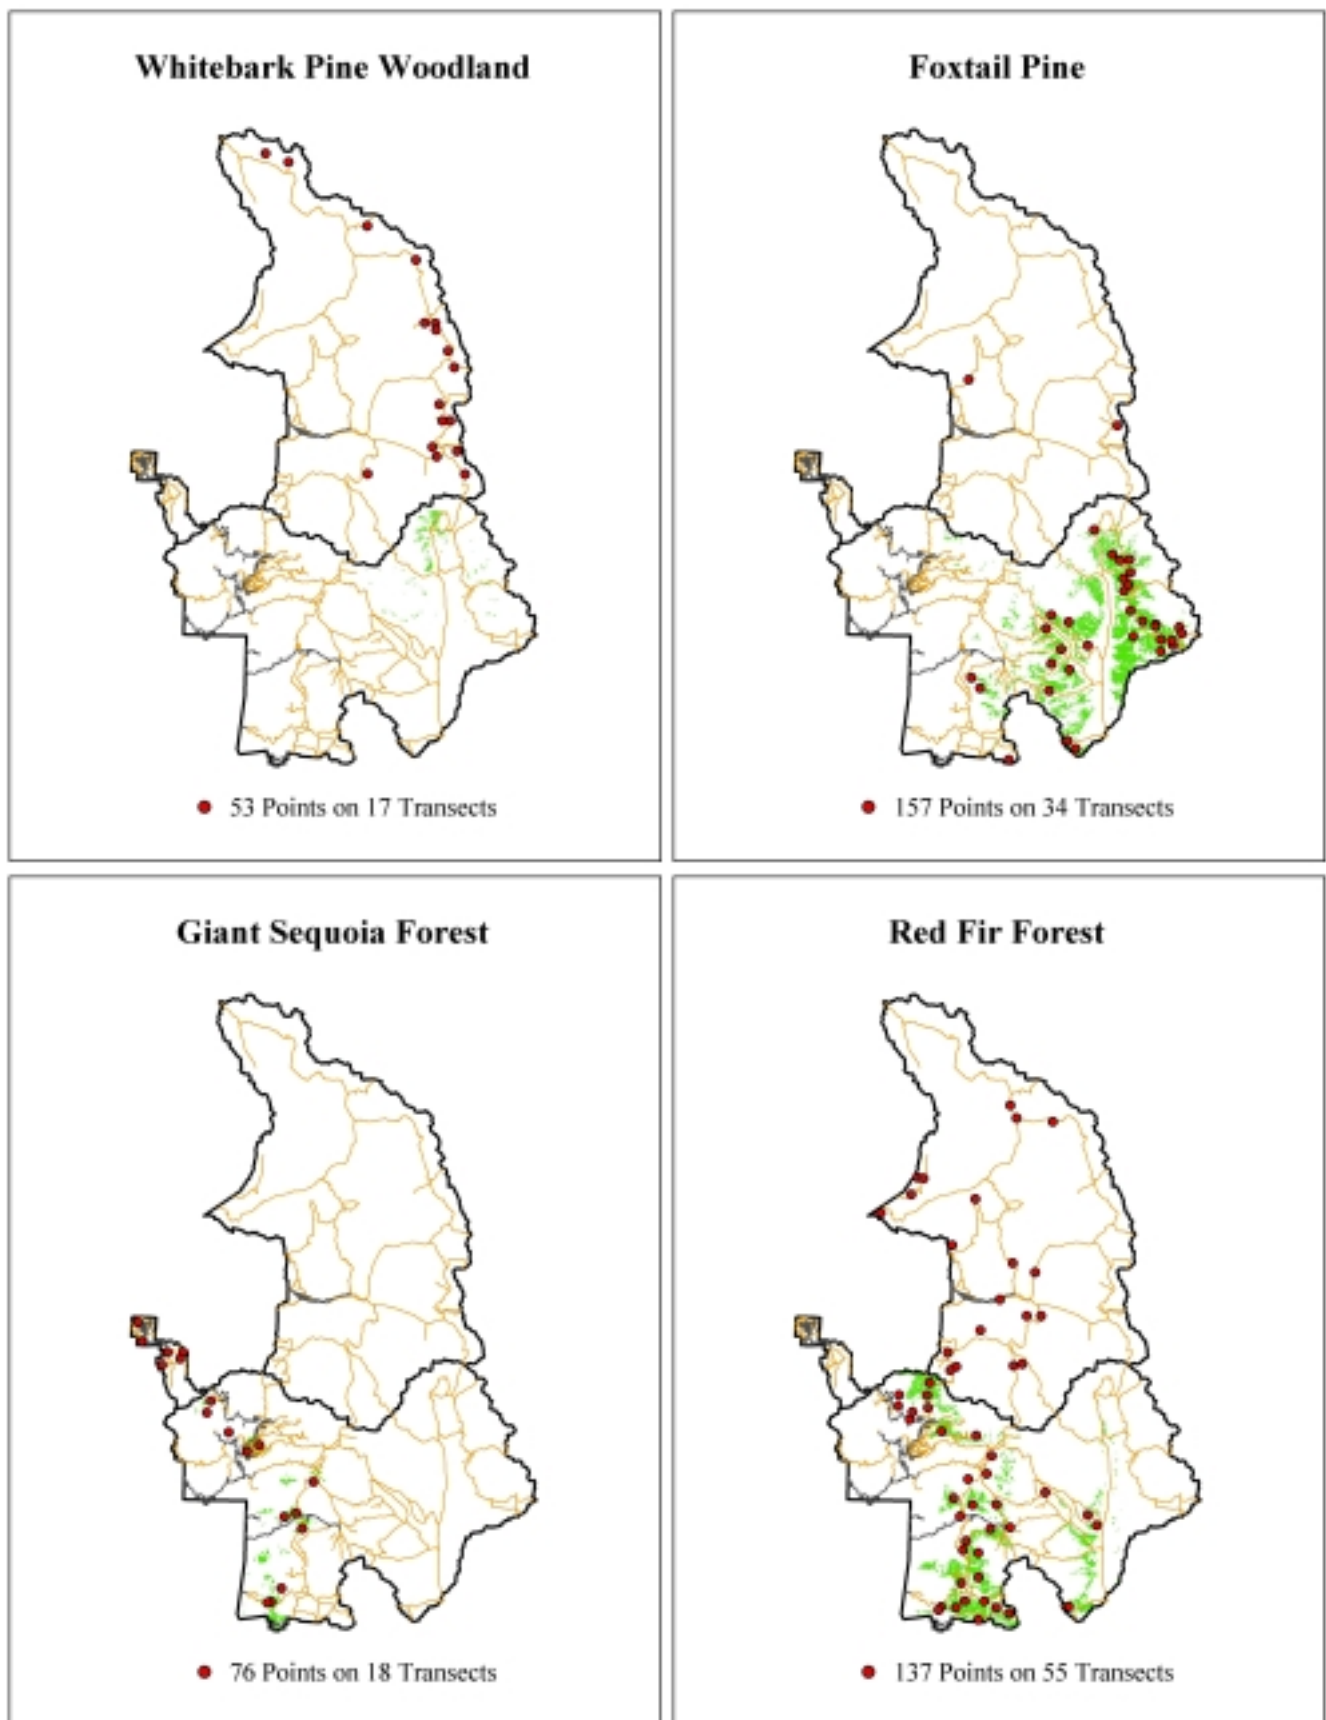 Whitebark Pine Woodland
53 Points on 17 Transects
Foxtail Pine
157 Points on 34 Transects
Giant Sequoia Forest
76 Points on 18 Transects
Red Fir Forest
137 Points on 55 Transects